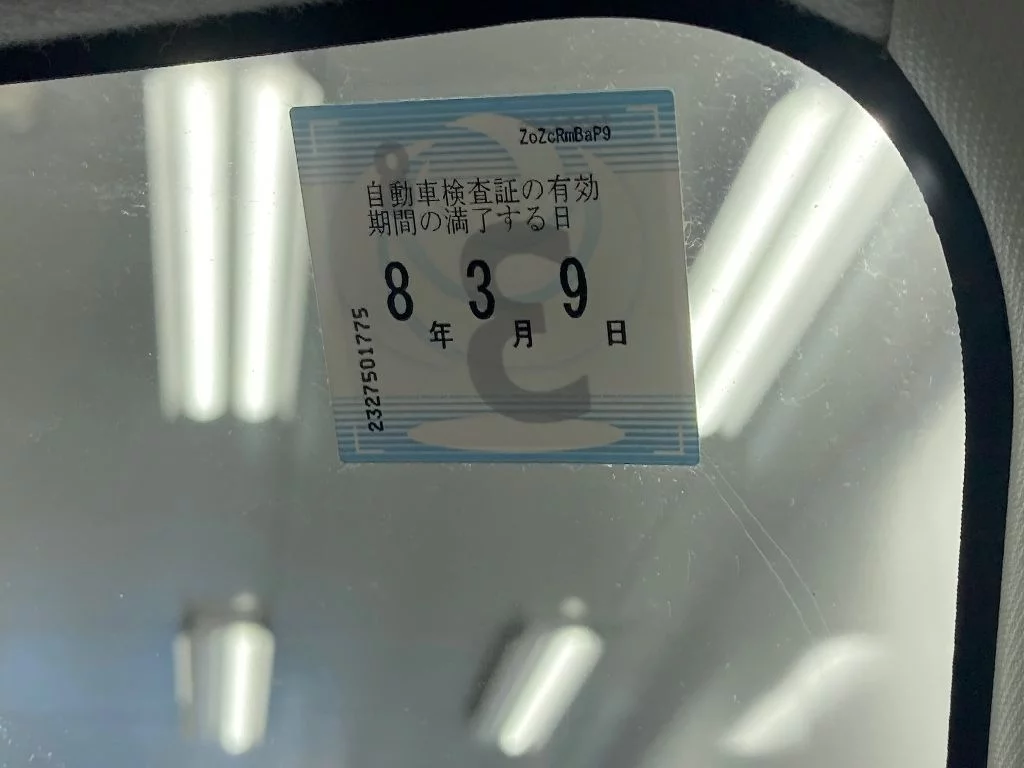 ZoZcRmBaP9
自動車検査証の有効
期間の満了する日
8年3月9日
2327501775